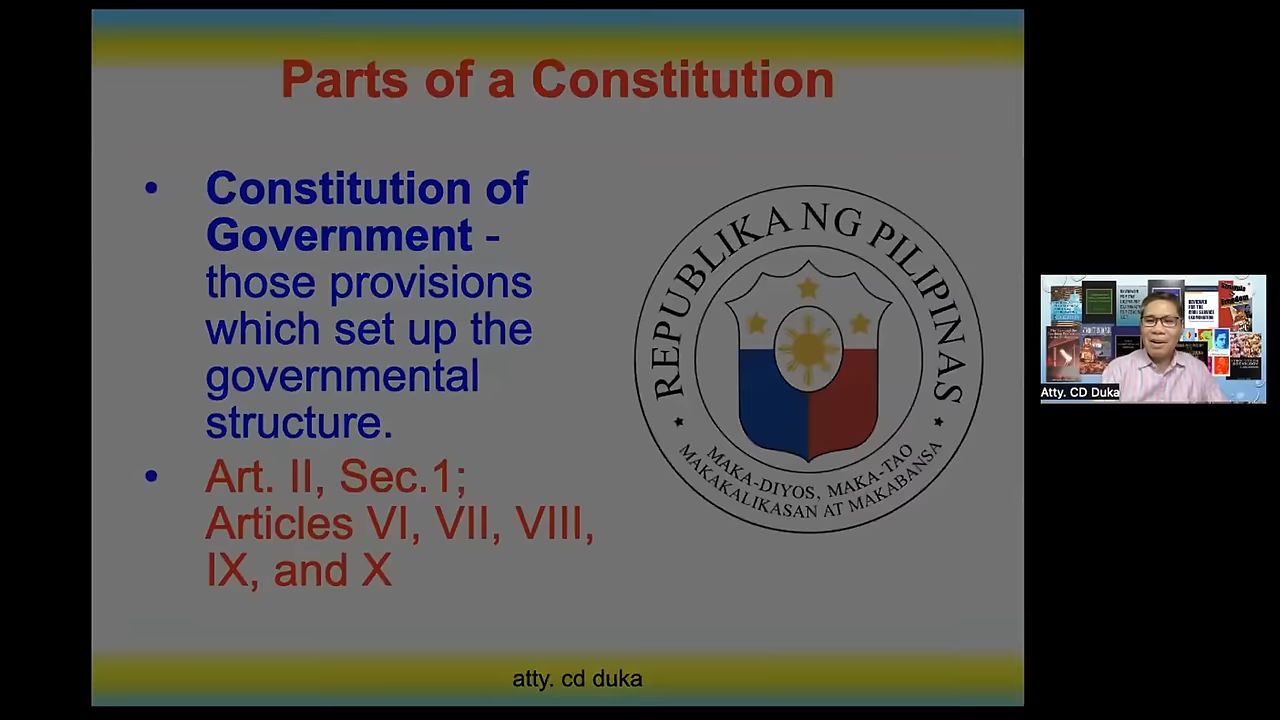 Parts of a Constitution
• Constitution of
Government -
those provisions
which set up the
governmental
structure.
• Art. II, Sec.1;
Articles VI, VII, VIII,
IX, and X
REPUBLIKA NG PILIPINAS
MAKA-DIYOS, MAKA-TAO
MAKAKALIKASAN AT MAKABANSA
atty. cd duka
Atty. CD Duka